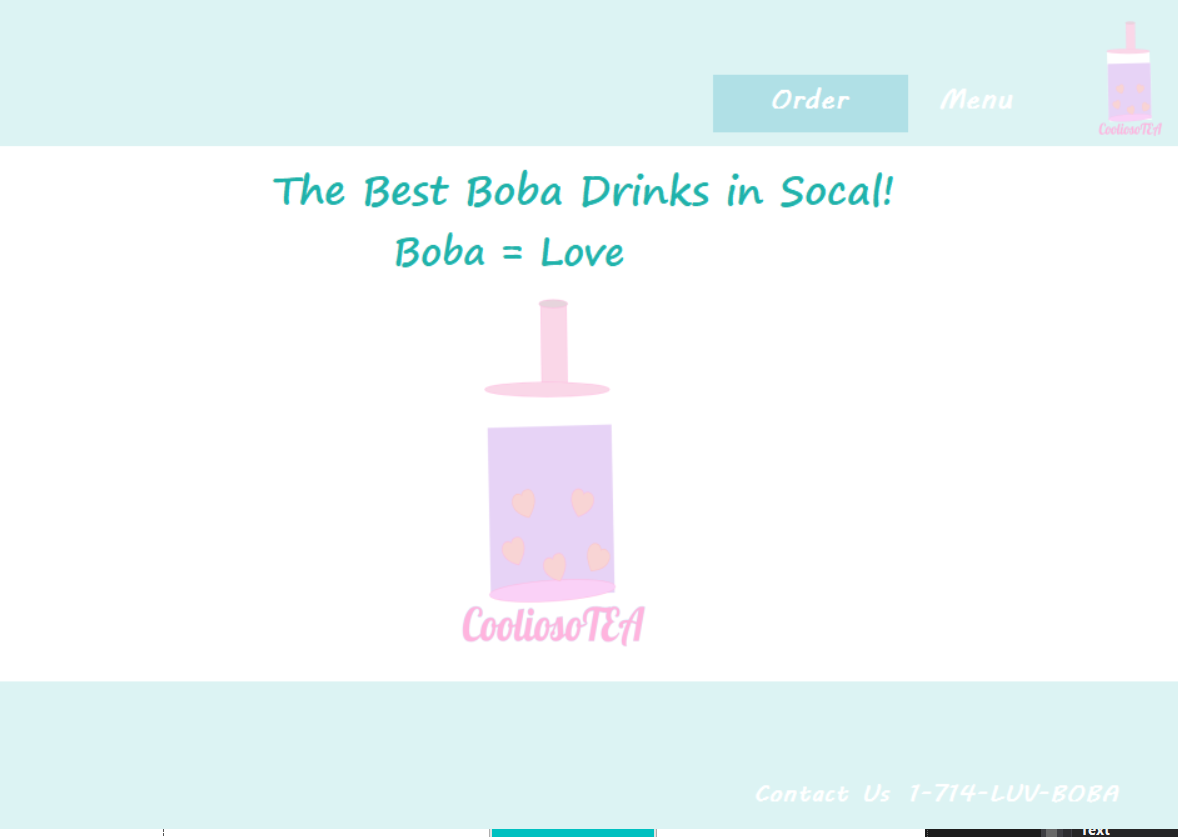 Order Menu
CooliosoTEA
The Best Boba Drinks in Socal!
Boba = Love
CooliosoTEA
Contact Us 1-714-LUV-BOBA
Text